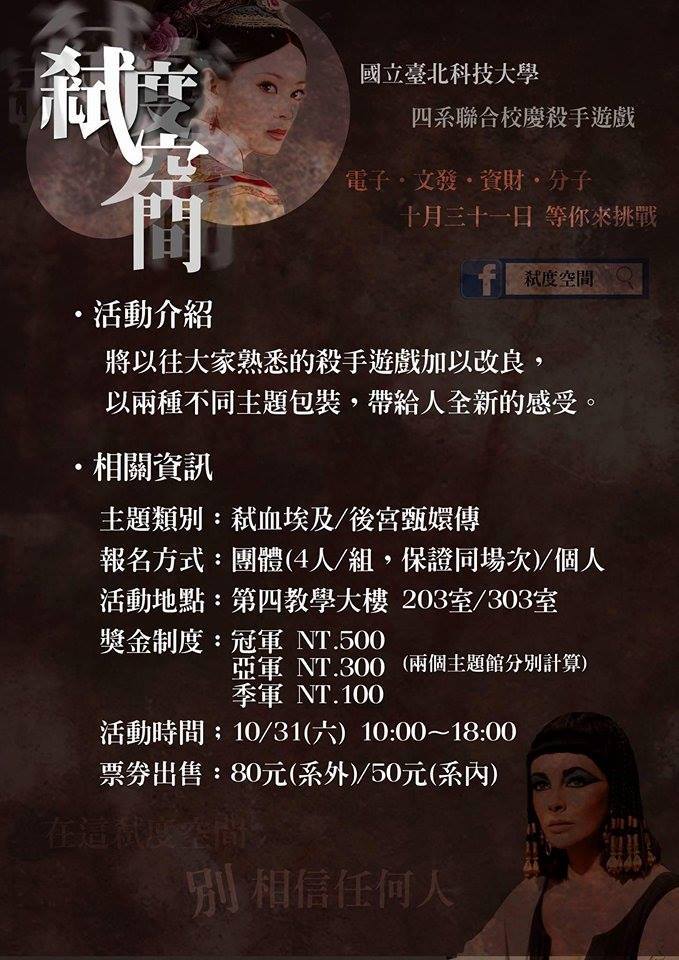 弒度空間
國立臺北科技大學
四系聯合校慶殺手遊戲
電子・文發・資財・分子
十月三十一日 等你來挑戰
f 弒度空間
・活動介紹
將以往大家熟悉的殺手遊戲加以改良，
以兩種不同主題包裝，帶給人全新的感受。
・相關資訊
主題類別：弒血埃及/後宮甄嬛傳
報名方式：團體(4人/組，保證同場次)/個人
活動地點：第四教學大樓 203室/303室
獎金制度：冠軍 NT.500
亞軍 NT.300 (兩個主題館分別計算)
季軍 NT.100
活動時間；10/31(六) 10:00~18:00
票券出售：80元(系外)/50元(系內)
在這弒度空間，
別相信任何人